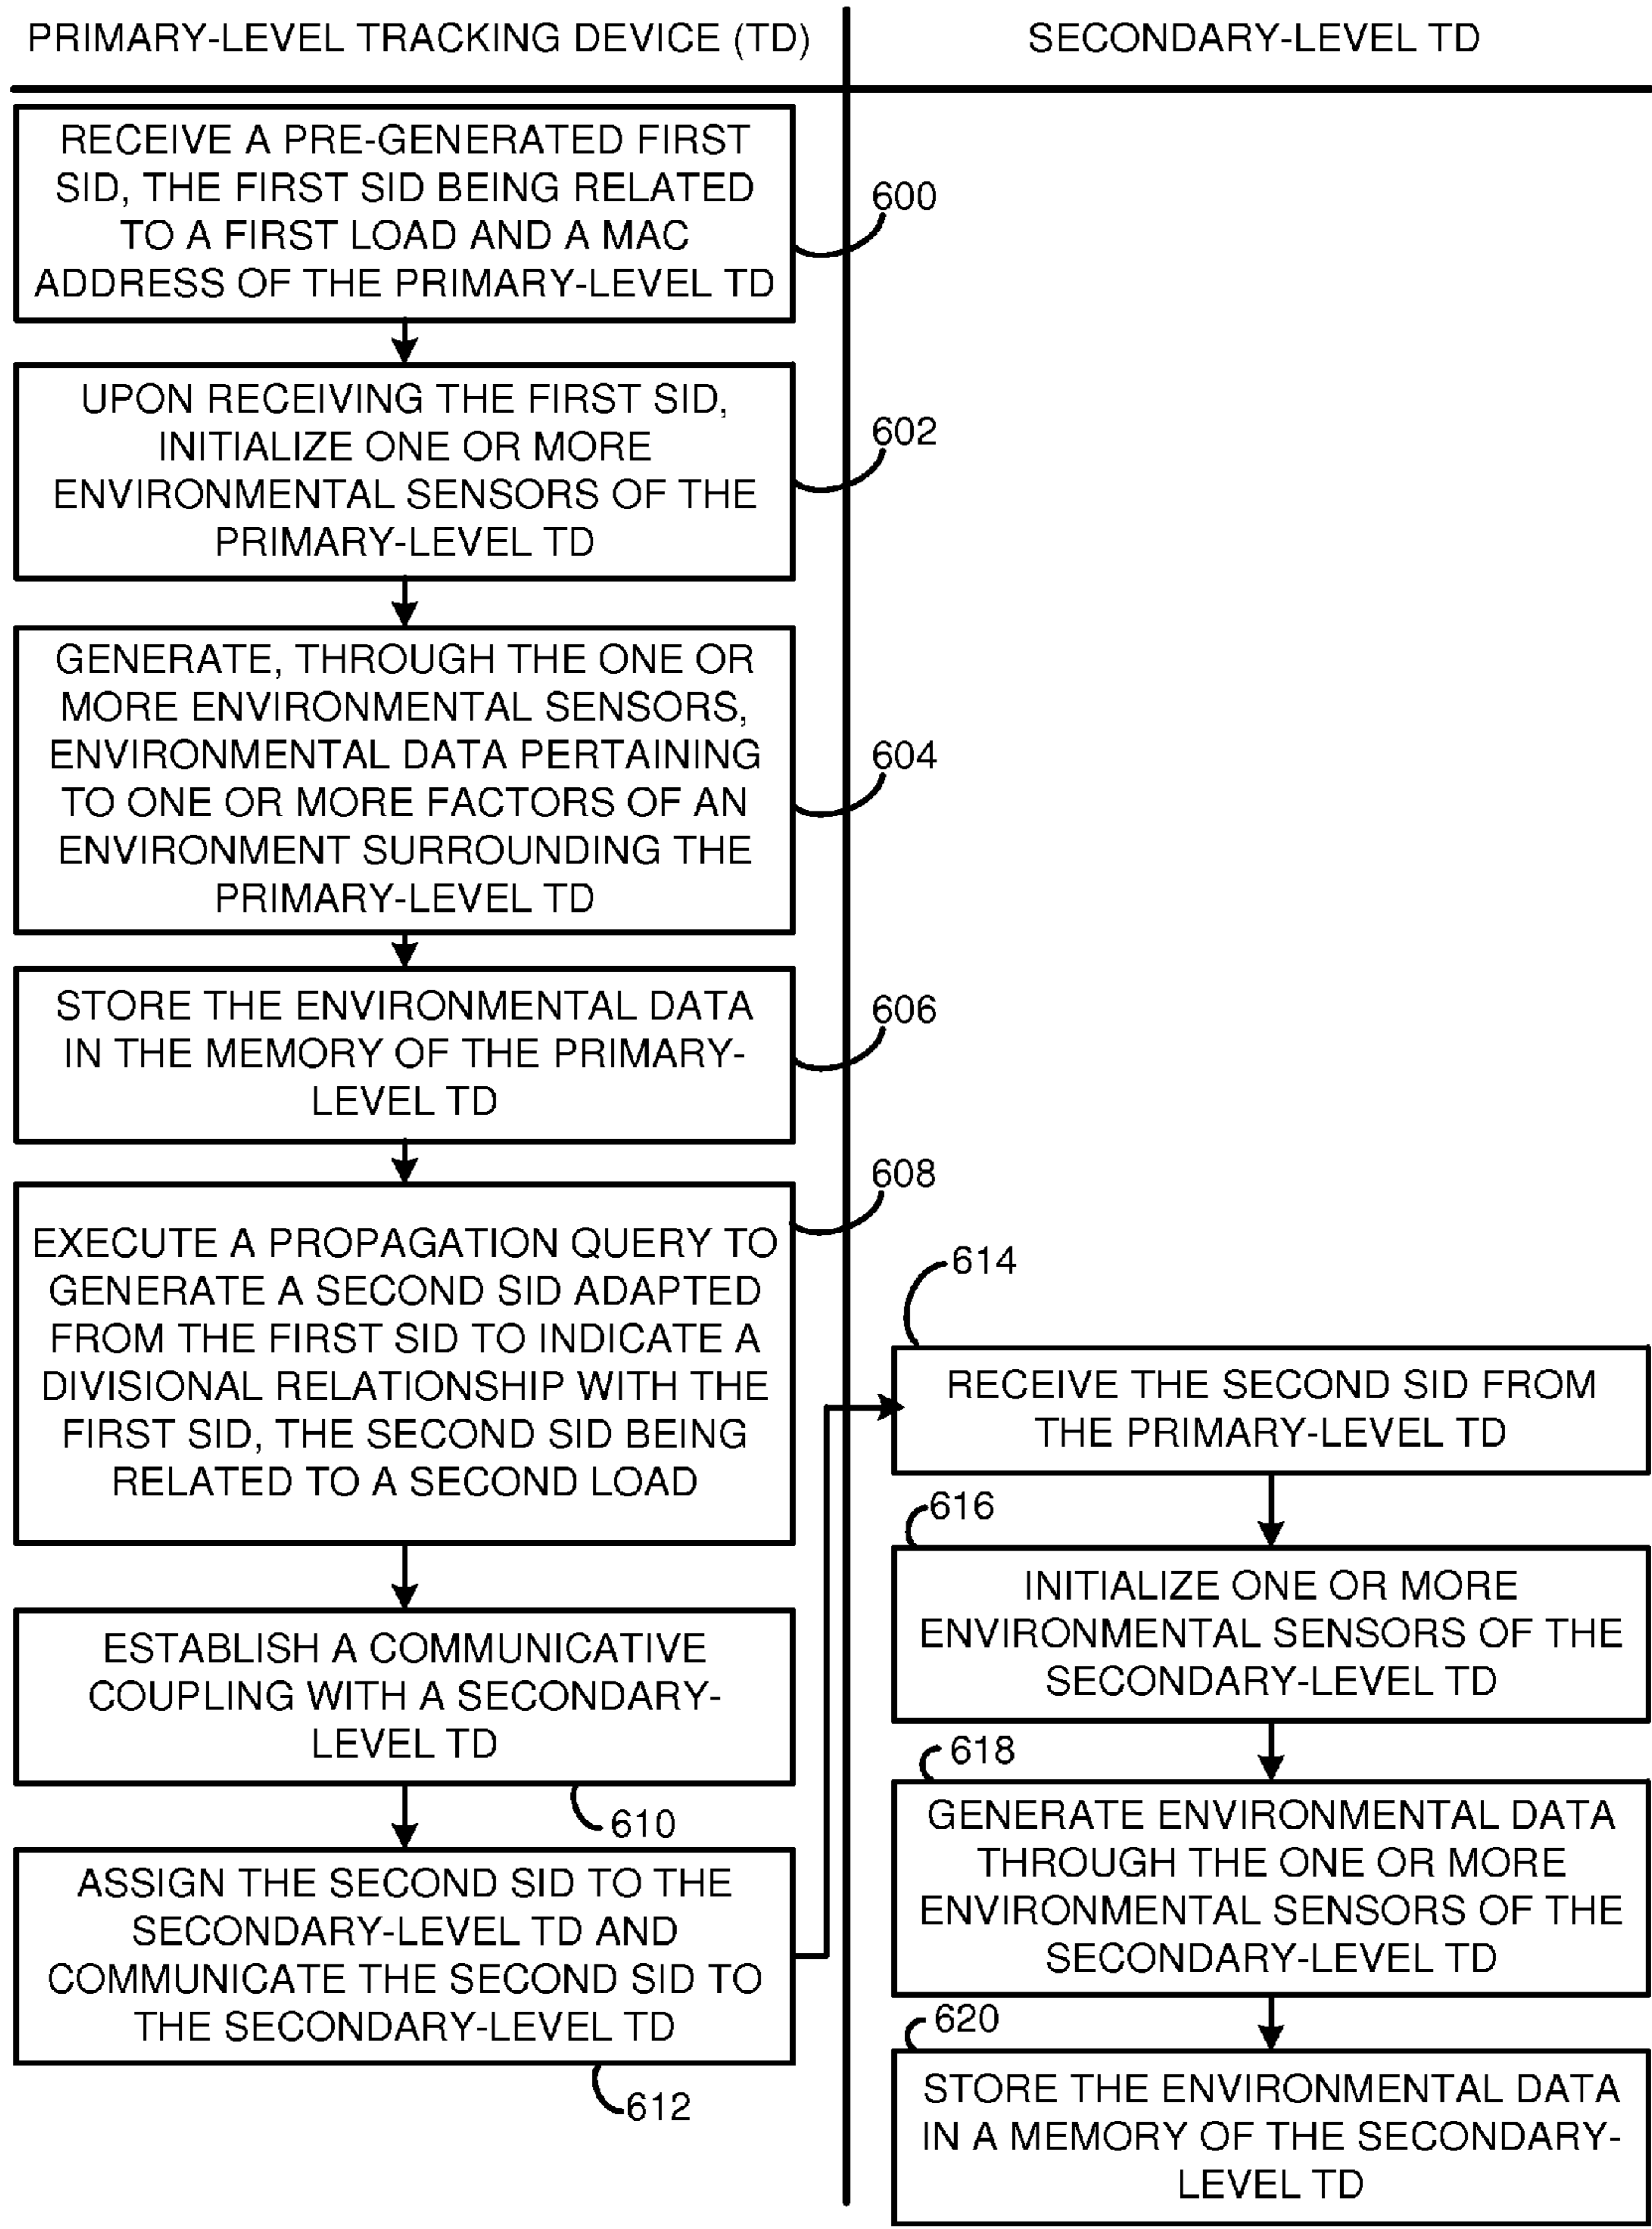 PRIMARY-LEVEL TRACKING DEVICE (TD)
SECONDARY-LEVEL TD
RECEIVE A PRE-GENERATED FIRST
SID, THE FIRST SID BEING RELATED
TO A FIRST LOAD AND A MAC
ADDRESS OF THE PRIMARY-LEVEL TD
600
UPON RECEIVING THE FIRST SID,
INITIALIZE ONE OR MORE
ENVIRONMENTAL SENSORS OF THE
PRIMARY-LEVEL TD
602
GENERATE, THROUGH THE ONE OR
MORE ENVIRONMENTAL SENSORS,
ENVIRONMENTAL DATA PERTAINING
TO ONE OR MORE FACTORS OF AN
ENVIRONMENT SURROUNDING THE
PRIMARY-LEVEL TD
604
STORE THE ENVIRONMENTAL DATA
IN THE MEMORY OF THE PRIMARY-
LEVEL TD
606
EXECUTE A PROPAGATION QUERY TO
GENERATE A SECOND SID ADAPTED
FROM THE FIRST SID TO INDICATE A
DIVISIONAL RELATIONSHIP WITH THE
FIRST SID, THE SECOND SID BEING
RELATED TO A SECOND LOAD
608
ESTABLISH A COMMUNICATIVE
COUPLING WITH A SECONDARY-
LEVEL TD
610
ASSIGN THE SECOND SID TO THE
SECONDARY-LEVEL TD AND
COMMUNICATE THE SECOND SID TO
THE SECONDARY-LEVEL TD
612
614
RECEIVE THE SECOND SID FROM
THE PRIMARY-LEVEL TD
616
INITIALIZE ONE OR MORE
ENVIRONMENTAL SENSORS OF THE
SECONDARY-LEVEL TD
618
GENERATE ENVIRONMENTAL DATA
THROUGH THE ONE OR MORE
ENVIRONMENTAL SENSORS OF THE
SECONDARY-LEVEL TD
620
STORE THE ENVIRONMENTAL DATA
IN A MEMORY OF THE SECONDARY-
LEVEL TD